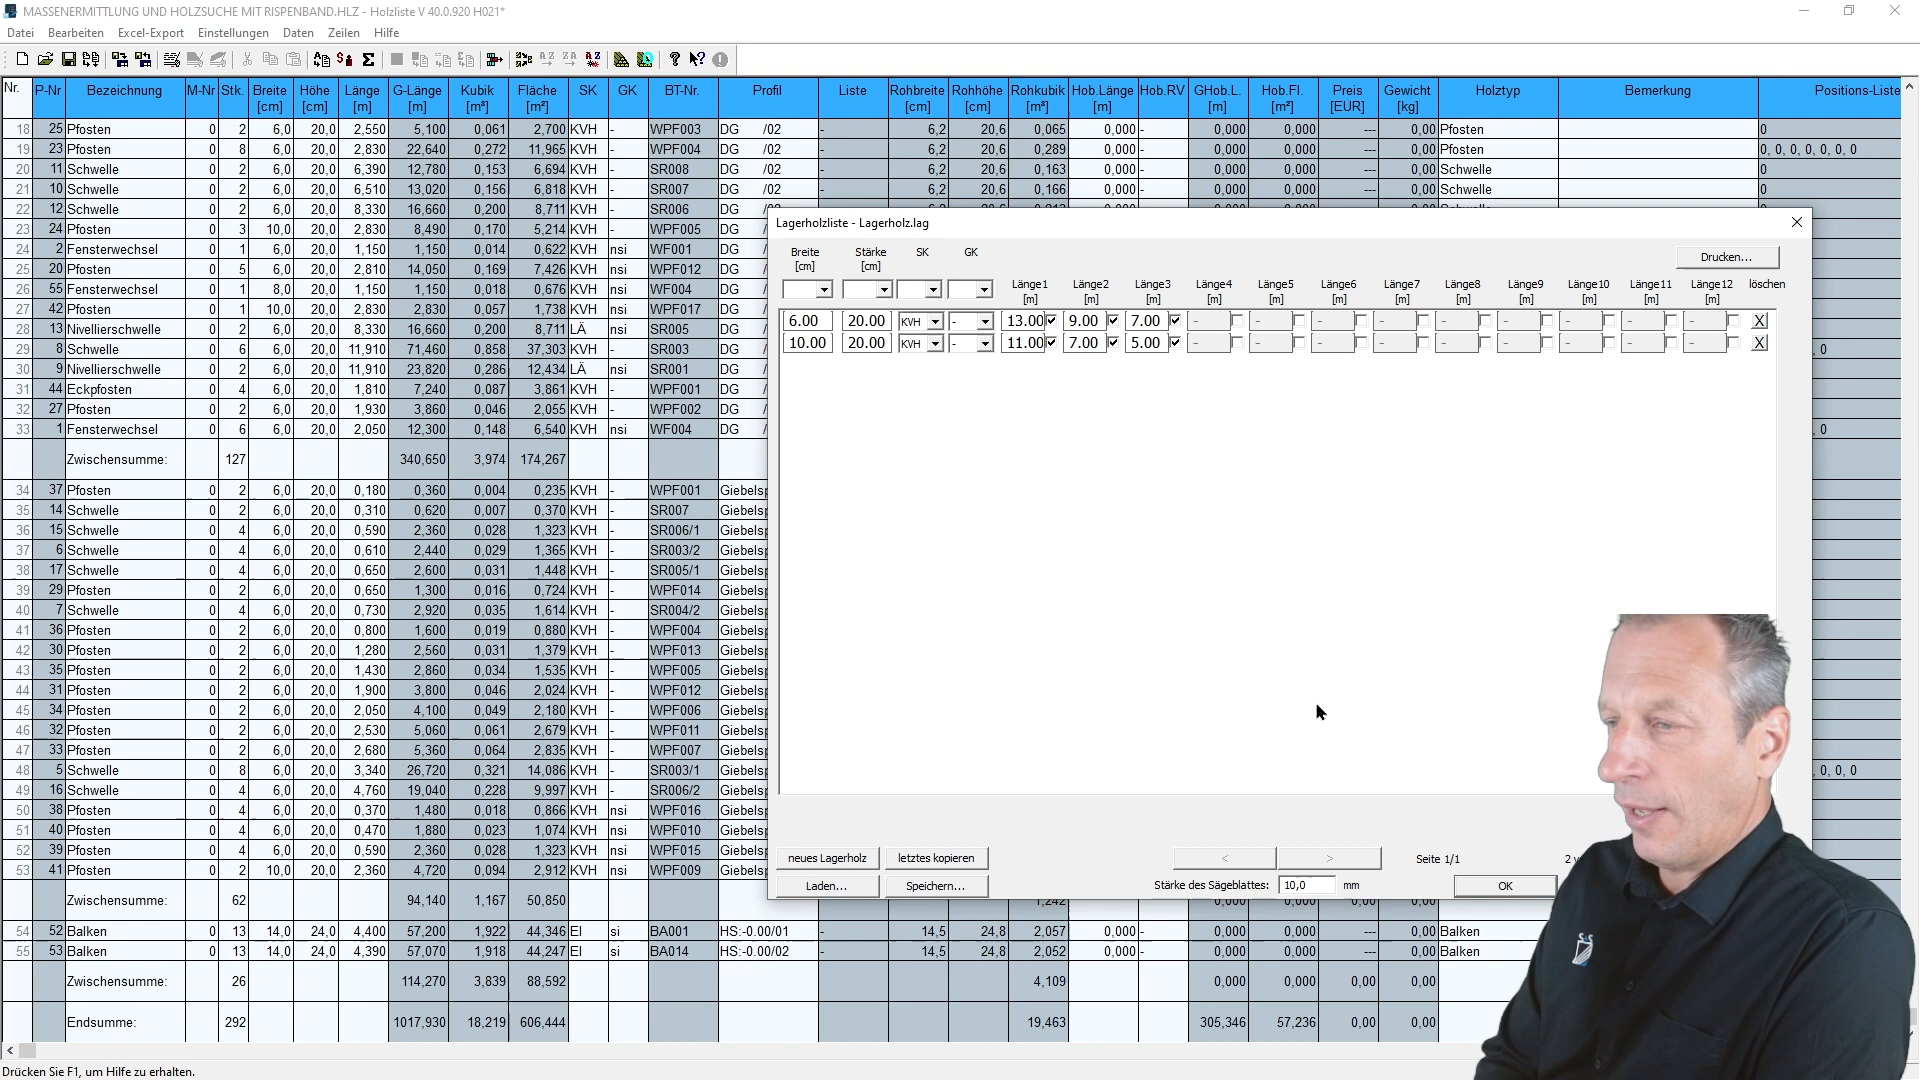 MASSENERMITTLUNG UND HOLZSUCHE MIT RISPENBAND.HLZ - Holzliste V 40.0.920 H021*
Datei Bearbeiten Excel-Export Einstellungen Daten Zeilen Hilfe
Nr. P-Nr Bezeichnung M-Nr Stk. Breite [cm] Höhe [cm] Länge [m] G-Länge [m] Kubik [m³] Fläche [m²] SK GK BT-Nr. Profil Liste Rohbreite [cm] Rohhöhe [cm] Rohkubik [m³] Hob.Länge [m] Hob.RV GHob.L. [m] Hob.Fl. [m²] Preis [EUR] Gewicht [kg] Holztyp Bemerkung Positions-Liste
18 25 Pfosten 0 2 6,0 20,0 2,550 5,100 0,061 2,700 KVH - WPF003 DG /02 - 6,2 20,6 0,065 0,000 - 0,000 0,000 --- 0,00 Pfosten 0
19 23 Pfosten 0 8 6,0 20,0 2,830 22,640 0,272 11,965 KVH - WPF004 DG /02 - 6,2 20,6 0,289 0,000 - 0,000 0,000 --- 0,00 Pfosten 0, 0, 0, 0, 0, 0, 0
20 11 Schwelle 0 2 6,0 20,0 6,390 12,780 0,153 6,694 KVH - SR008 DG /02 - 6,2 20,6 0,163 0,000 - 0,000 0,000 --- 0,00 Schwelle 0
21 10 Schwelle 0 2 6,0 20,0 6,510 13,020 0,156 6,818 KVH - SR007 DG /02 - 6,2 20,6 0,166 0,000 - 0,000 0,000 --- 0,00 Schwelle 0
22 12 Schwelle 0 2 6,0 20,0 8,330 16,660 0,200 8,711 KVH - SR006 DG
23 24 Pfosten 0 3 10,0 20,0 2,830 8,490 0,170 5,214 KVH - WPF005 DG
24 2 Fensterwechsel 0 1 6,0 20,0 1,150 1,150 0,014 0,622 KVH nsi WF001 DG
25 20 Pfosten 0 5 6,0 20,0 2,810 14,050 0,169 7,426 KVH nsi WPF012 DG
26 55 Fensterwechsel 0 1 8,0 20,0 1,150 1,150 0,018 0,676 KVH nsi WF004 DG
27 42 Pfosten 0 1 10,0 20,0 2,830 2,830 0,057 1,738 KVH nsi WPF017 DG
28 13 Nivellierschwelle 0 2 6,0 20,0 8,330 16,660 0,200 8,711 LÄ nsi SR005 DG
29 8 Schwelle 0 6 6,0 20,0 11,910 71,460 0,858 37,303 KVH - SR003 DG , 0
30 9 Nivellierschwelle 0 2 6,0 20,0 11,910 23,820 0,286 12,434 LÄ nsi SR001 DG
31 44 Eckpfosten 0 4 6,0 20,0 1,810 7,240 0,087 3,861 KVH - WPF001 DG
32 27 Pfosten 0 2 6,0 20,0 1,930 3,860 0,046 2,055 KVH - WPF002 DG
33 1 Fensterwechsel 0 6 6,0 20,0 2,050 12,300 0,148 6,540 KVH nsi WF004 DG , 0
Zwischensumme: 127 340,650 3,974 174,267
34 37 Pfosten 0 2 6,0 20,0 0,180 0,360 0,004 0,235 KVH - WPF001 Giebelsp
35 14 Schwelle 0 2 6,0 20,0 0,310 0,620 0,007 0,370 KVH - SR007 Giebelsp
36 15 Schwelle 0 4 6,0 20,0 0,590 2,360 0,028 1,323 KVH - SR006/1 Giebelsp
37 6 Schwelle 0 4 6,0 20,0 0,610 2,440 0,029 1,365 KVH - SR003/2 Giebelsp
38 17 Schwelle 0 4 6,0 20,0 0,650 2,600 0,031 1,448 KVH - SR005/1 Giebelsp
39 29 Pfosten 0 2 6,0 20,0 0,650 1,300 0,016 0,724 KVH - WPF014 Giebelsp
40 7 Schwelle 0 4 6,0 20,0 0,730 2,920 0,035 1,614 KVH - SR004/2 Giebelsp
41 36 Pfosten 0 2 6,0 20,0 0,800 1,600 0,019 0,880 KVH - WPF004 Giebelsp
42 30 Pfosten 0 2 6,0 20,0 1,280 2,560 0,031 1,379 KVH - WPF013 Giebelsp
43 35 Pfosten 0 2 6,0 20,0 1,430 2,860 0,034 1,535 KVH - WPF005 Giebelsp
44 31 Pfosten 0 2 6,0 20,0 1,900 3,800 0,046 2,024 KVH - WPF012 Giebelsp
45 34 Pfosten 0 2 6,0 20,0 2,050 4,100 0,049 2,180 KVH - WPF006 Giebelsp
46 32 Pfosten 0 2 6,0 20,0 2,530 5,060 0,061 2,679 KVH - WPF011 Giebelsp
47 33 Pfosten 0 2 6,0 20,0 2,680 5,360 0,064 2,835 KVH - WPF007 Giebelsp
48 5 Schwelle 0 8 6,0 20,0 3,340 26,720 0,321 14,086 KVH - SR003/1 Giebelsp , 0, 0, 0
49 16 Schwelle 0 4 6,0 20,0 4,760 19,040 0,228 9,997 KVH - SR006/2 Giebelsp
50 38 Pfosten 0 4 6,0 20,0 0,370 1,480 0,018 0,866 KVH nsi WPF016 Giebelsp
51 40 Pfosten 0 4 6,0 20,0 0,470 1,880 0,023 1,074 KVH nsi WPF010 Giebelsp
52 39 Pfosten 0 4 6,0 20,0 0,590 2,360 0,028 1,323 KVH nsi WPF015 Giebelsp
53 41 Pfosten 0 2 10,0 20,0 2,360 4,720 0,094 2,912 KVH nsi WPF009 Giebelsp
Zwischensumme: 62 94,140 1,167 50,850 1,242 0,000 0,000 0,00 0,00
54 52 Balken 0 13 14,0 24,0 4,400 57,200 1,922 44,346 EI si BA001 HS:-0.00/01 - 14,5 24,8 2,057 0,000 - 0,000 0,000 --- 0,00 Balken
55 53 Balken 0 13 14,0 24,0 4,390 57,070 1,918 44,247 EI si BA014 HS:-0.00/02 - 14,5 24,8 2,052 0,000 - 0,000 0,000 --- 0,00 Balken
Zwischensumme: 26 114,270 3,839 88,592 4,109 0,000 0,000 0,00 0,00
Endsumme: 292 1017,930 18,219 606,444 19,463 305,346 57,236 0,00 0,00
Drücken Sie F1, um Hilfe zu erhalten.
Lagerholzliste - Lagerholz.lag
Breite [cm] Stärke [cm] SK GK Drucken...
Länge1 [m] Länge2 [m] Länge3 [m] Länge4 [m] Länge5 [m] Länge6 [m] Länge7 [m] Länge8 [m] Länge9 [m] Länge10 [m] Länge11 [m] Länge12 [m] löschen
6.00 20.00 KVH - 13.00 9.00 7.00 - - - - - - - - - X
10.00 20.00 KVH - 11.00 7.00 5.00 - - - - - - - - - X
neues Lagerholz letztes kopieren < > Seite 1/1 2
Laden... Speichern... Stärke des Sägeblattes: 10,0 mm OK